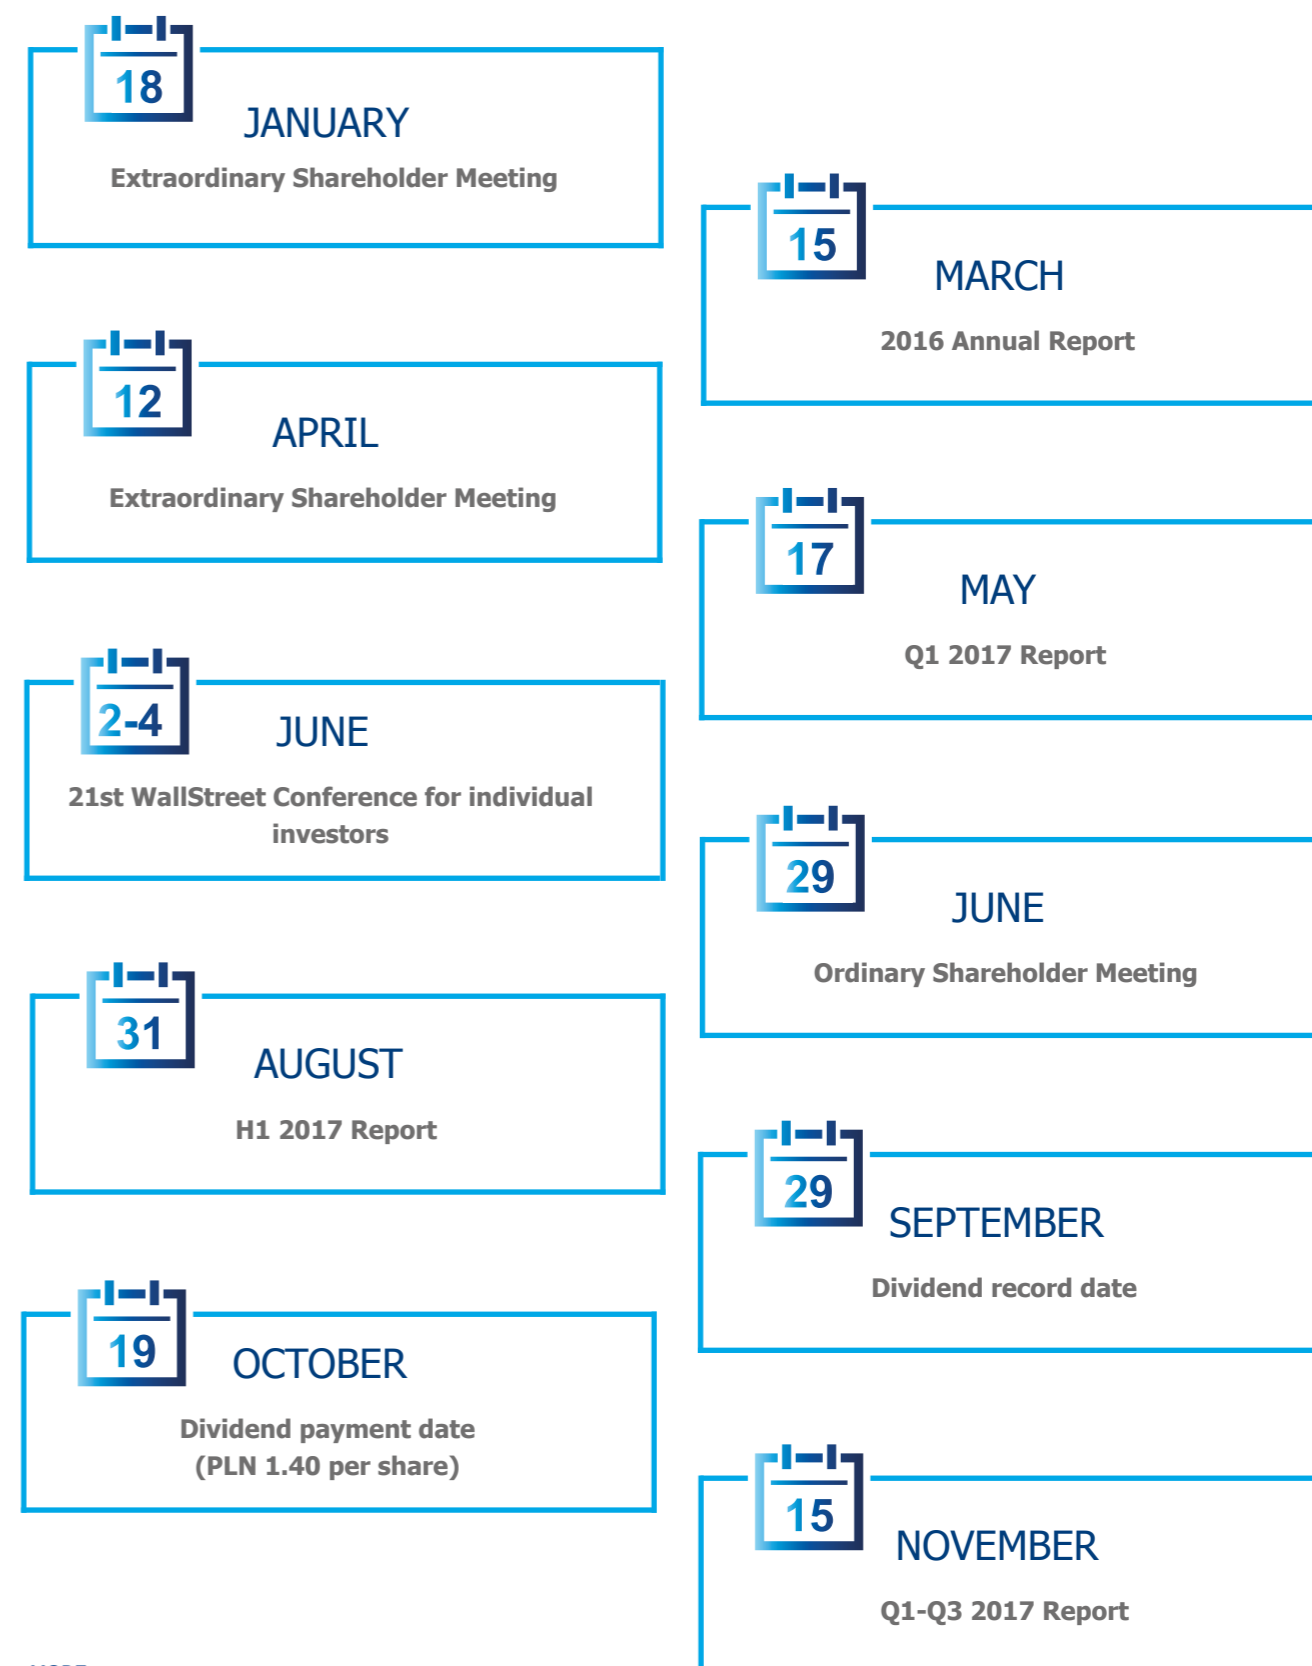 18
JANUARY
Extraordinary Shareholder Meeting
15
MARCH
2016 Annual Report
12
APRIL
Extraordinary Shareholder Meeting
17
MAY
Q1 2017 Report
2-4
JUNE
21st WallStreet Conference for individual
investors
29
JUNE
Ordinary Shareholder Meeting
31
AUGUST
H1 2017 Report
29
SEPTEMBER
Dividend record date
19
OCTOBER
Dividend payment date
(PLN 1.40 per share)
15
NOVEMBER
Q1-Q3 2017 Report